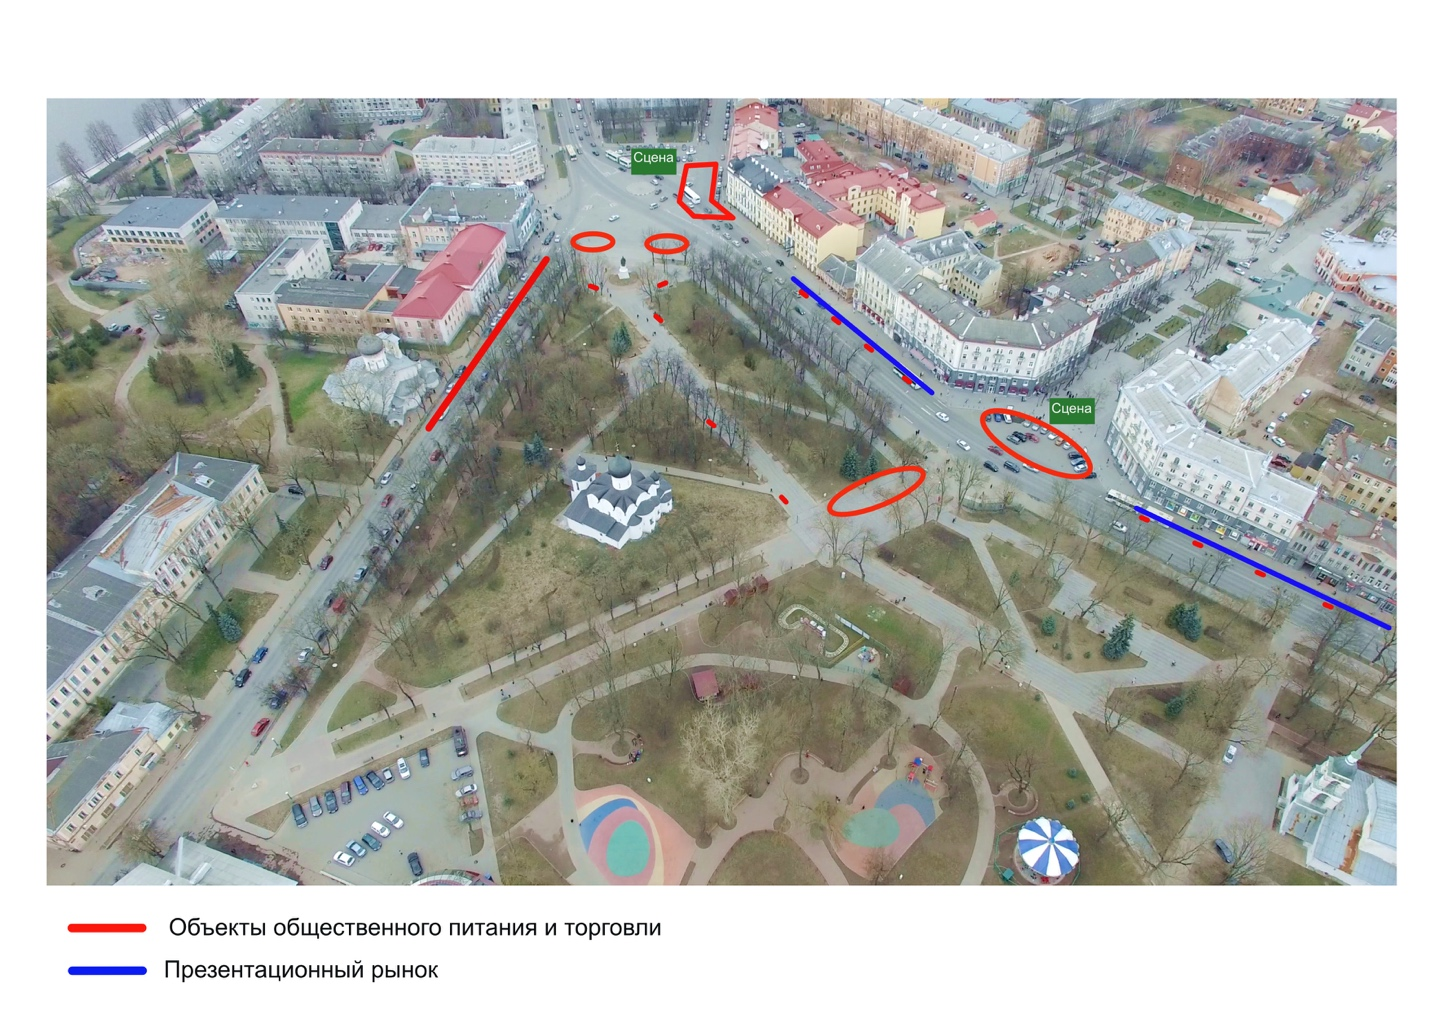 Сцена
Сцена
Объекты общественного питания и торговли
Презентационный рынок